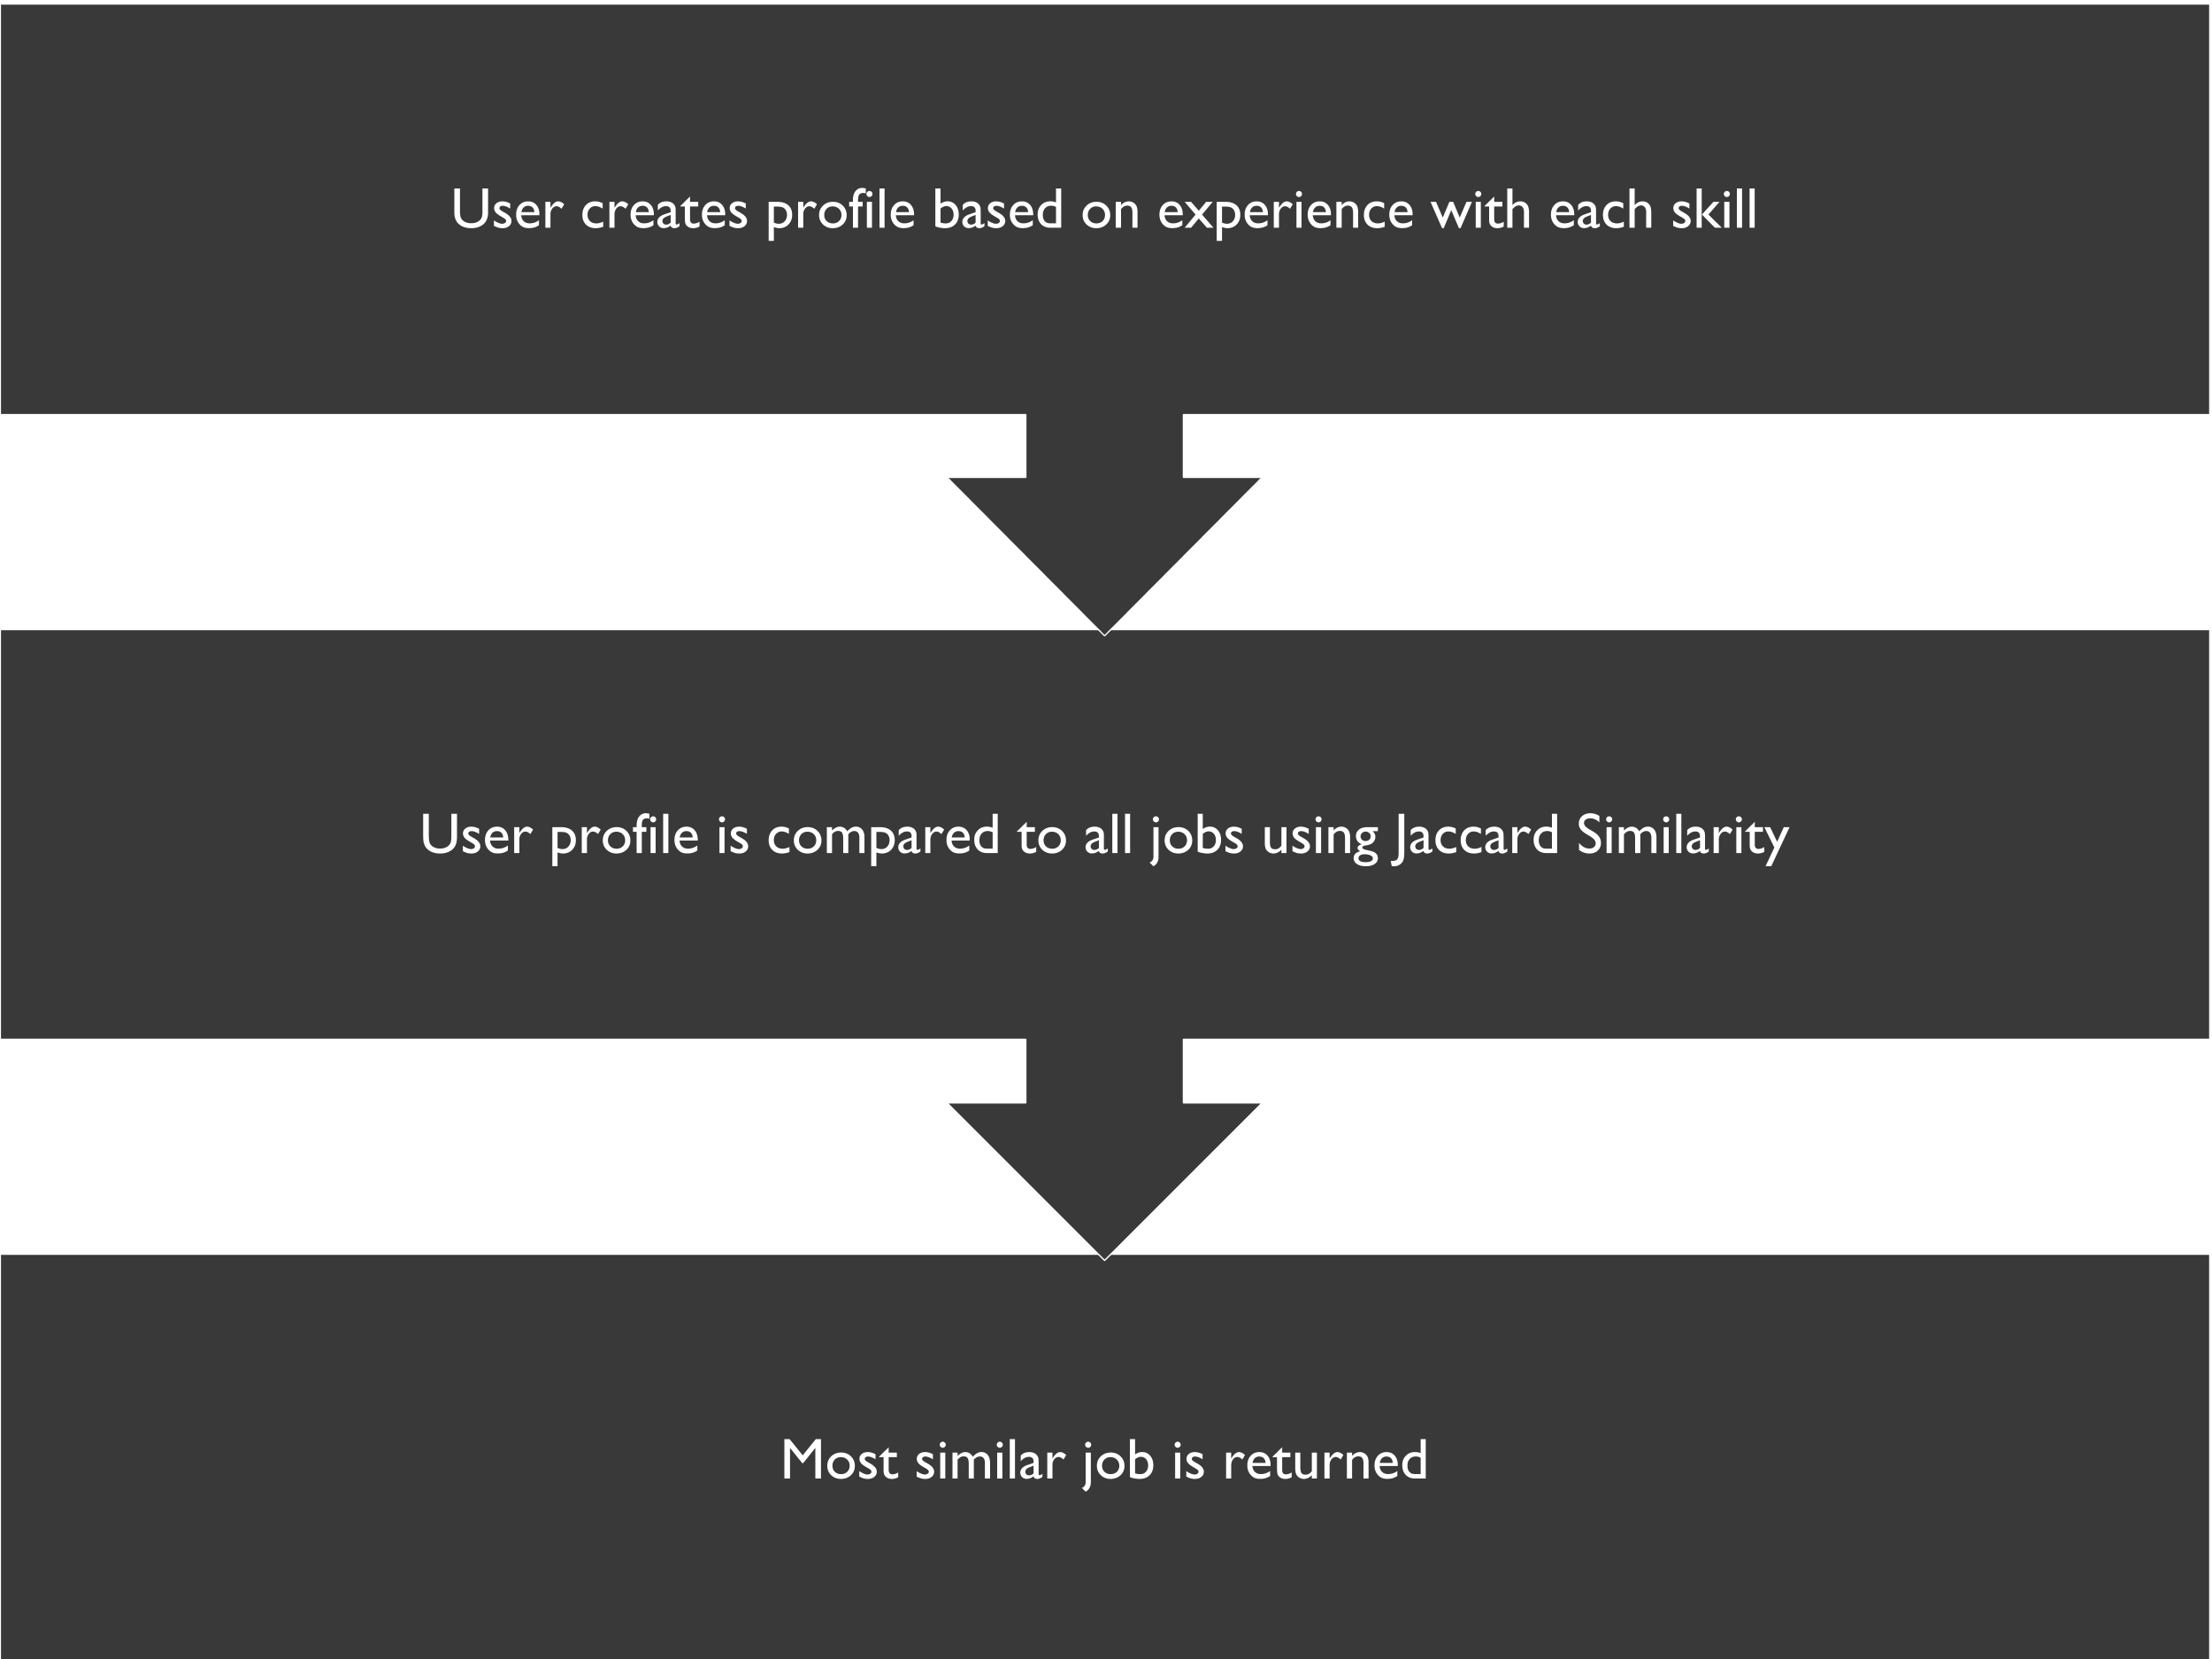 User creates profile based on experience with each skill
User profile is compared to all jobs using Jaccard Similarity
Most similar job is returned